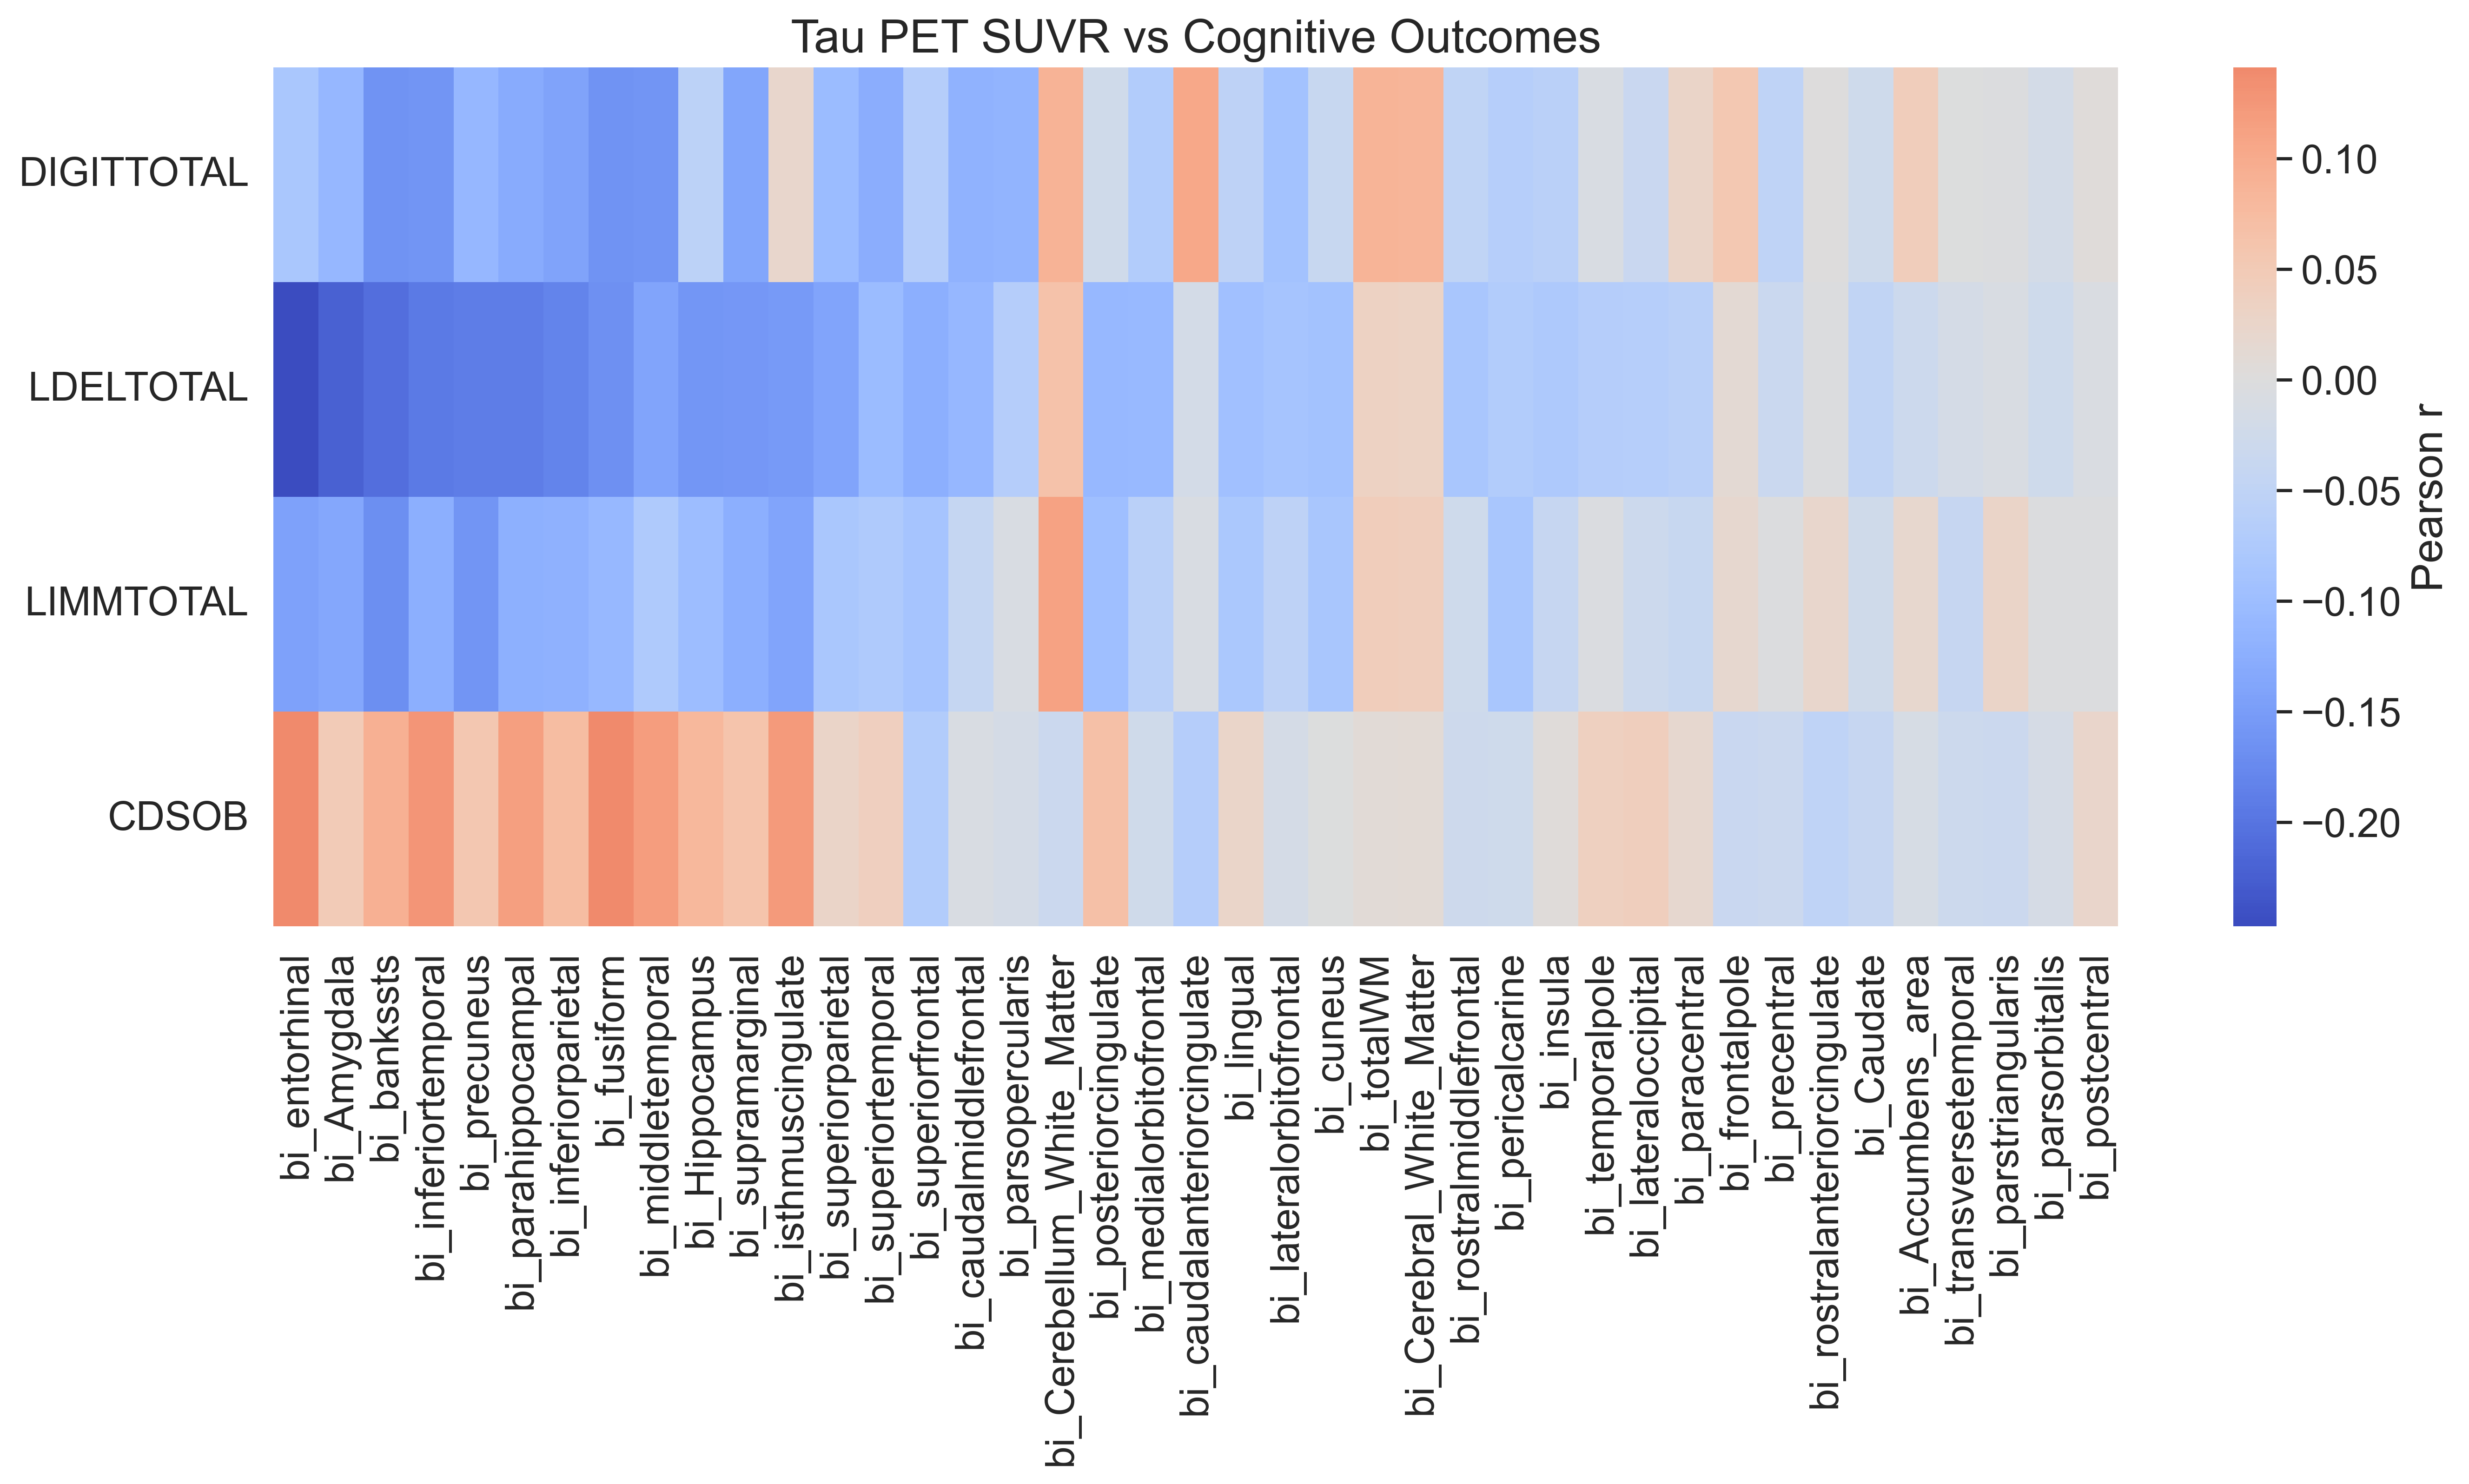 Tau PET SUVR vs Cognitive Outcomes
DIGITTOTAL
LDELTOTAL
LIMMTOTAL
CDSOB
bi_entorhinal
bi_Amygdala
bi_bankssts
bi_inferiortemporal
bi_precuneus
bi_parahippocampal
bi_inferiorparietal
bi_fusiform
bi_middletemporal
bi_Hippocampus
bi_supramarginal
bi_isthmuscingulate
bi_superiorparietal
bi_superiortemporal
bi_superiorfrontal
bi_caudalmiddlefrontal
bi_parsopercularis
bi_Cerebellum_White_Matter
bi_posteriorcingulate
bi_medialorbitofrontal
bi_caudalanteriorcingulate
bi_lingual
bi_lateralorbitofrontal
bi_cuneus
bi_totalWM
bi_Cerebral_White_Matter
bi_rostralmiddlefrontal
bi_pericalcarine
bi_insula
bi_temporalpole
bi_lateraloccipital
bi_paracentral
bi_frontalpole
bi_precentral
bi_rostralanteriorcingulate
bi_Caudate
bi_Accumbens_area
bi_transversetemporal
bi_parstriangularis
bi_parsorbitalis
bi_postcentral
0.10
0.05
0.00
−0.05
−0.10
−0.15
−0.20
Pearson r